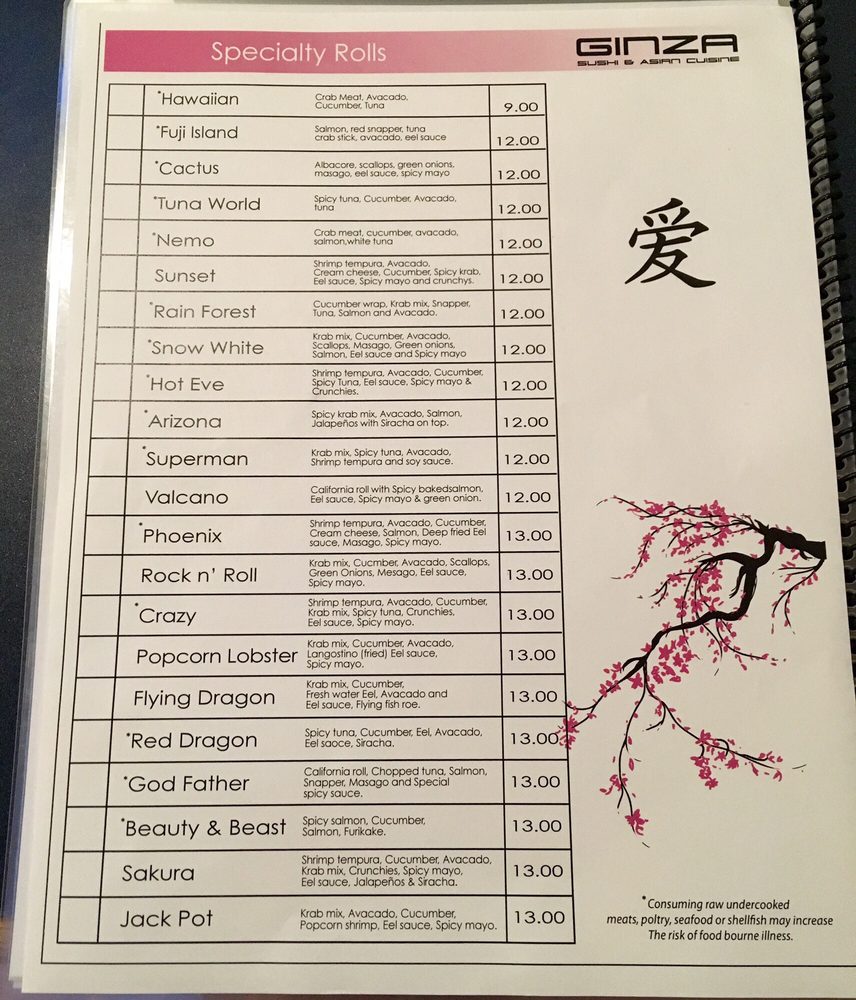 Specialty Rolls
GINZA
SUSHI & ASIAN CUISINE
*Hawaiian
Crab Meat, Avacado,
Cucumber, Tuna
9.00
*Fuji Island
Salmon, red snapper, tuna
crab stick, avacado, eel sauce
12.00
*Cactus
Albacore, scallops, green onions,
masago, eel sauce, spicy mayo
12.00
*Tuna World
Spicy tuna, Cucumber, Avacado,
tuna
12.00
*Nemo
Crab meat, cucumber, avacado,
salmon,white tuna
12.00
Sunset
Shrimp tempura, Avacado,
Cream cheese, Cucumber, Spicy krab,
Eel sauce, Spicy mayo and crunchys.
12.00
*Rain Forest
Cucumber wrap, Krab mix, Snapper,
Tuna, Salmon and Avacado.
12.00
*Snow White
Krab mix, Cucumber, Avacado,
Scallops, Masago, Green onions,
Salmon, Eel sauce and Spicy mayo
12.00
*Hot Eve
Shrimp tempura, Avacado, Cucumber,
Spicy Tuna, Eel sauce, Spicy mayo &
Crunchies.
12.00
*Arizona
Spicy krab mix, Avacado, Salmon,
Jalapeños with Siracha on top.
12.00
*Superman
Krab mix, Spicy tuna, Avacado,
Shrimp tempura and soy sauce.
12.00
Valcano
California roll with Spicy bakedsalmon,
Eel sauce, Spicy mayo & green onion.
12.00
*Phoenix
Shrimp tempura, Avacado, Cucumber,
Cream cheese, Salmon, Deep fried Eel
sauce, Masago, Spicy mayo.
13.00
Rock n' Roll
Krab mix, Cucmber, Avacado, Scallops,
Green Onions, Mesago, Eel sauce,
Spicy mayo.
13.00
*Crazy
Shrimp tempura, Avacado, Cucumber,
Krab mix, Spicy tuna, Crunchies,
Eel sauce, Spicy mayo.
13.00
Popcorn Lobster
Krab mix, Cucumber, Avacado,
Langostino (fried) Eel sauce,
Spicy mayo.
13.00
Flying Dragon
Krab mix, Cucumber,
Fresh water Eel, Avacado and
Eel sauce, Flying fish roe.
13.00
*Red Dragon
Spicy tuna, Cucumber, Eel, Avacado,
Eel saoce, Siracha.
13.00
*God Father
California roll, Chopped tuna, Salmon,
Snapper, Masago and Special
spicy sauce.
13.00
*Beauty & Beast
Spicy salmon, Cucumber,
Salmon, Furikake.
13.00
Sakura
Shrimp tempura, Cucumber, Avacado,
Krab mix, Crunchies, Spicy mayo,
Eel sauce, Jalapeños & Siracha.
13.00
Jack Pot
Krab mix, Avacado, Cucumber,
Popcorn shrimp, Eel sauce, Spicy mayo.
13.00
爱
*Consuming raw undercooked
meats, poltry, seafood or shellfish may increase
The risk of food bourne illness.